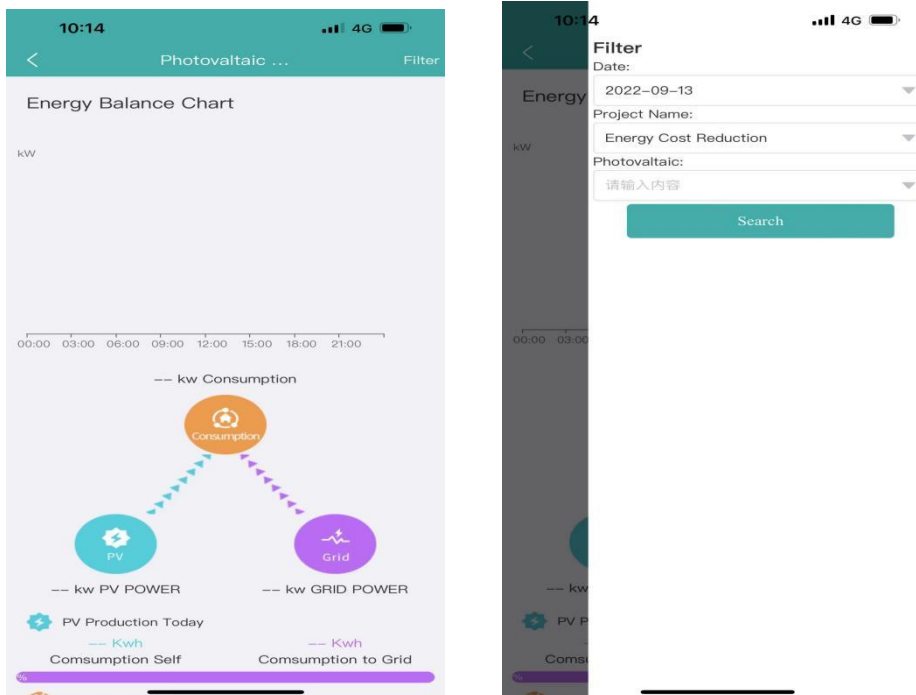 10:14
4G
Photovaltaic ...
Filter
Energy Balance Chart
kW
00:00 03:00 06:00 09:00 12:00 15:00 18:00 21:00
-- kw Consumption
Consumption
PV
Grid
-- kw PV POWER
-- kw GRID POWER
PV Production Today
-- Kwh
-- Kwh
Comsumption Self
Comsumption to Grid
%
10:14
4G
Filter
Date:
2022-09-13
Project Name:
Energy Cost Reduction
Photovaltaic:
请输入内容
Search
Energy
kW
00:00 03:00
-- kw
PV P
Comsu
%